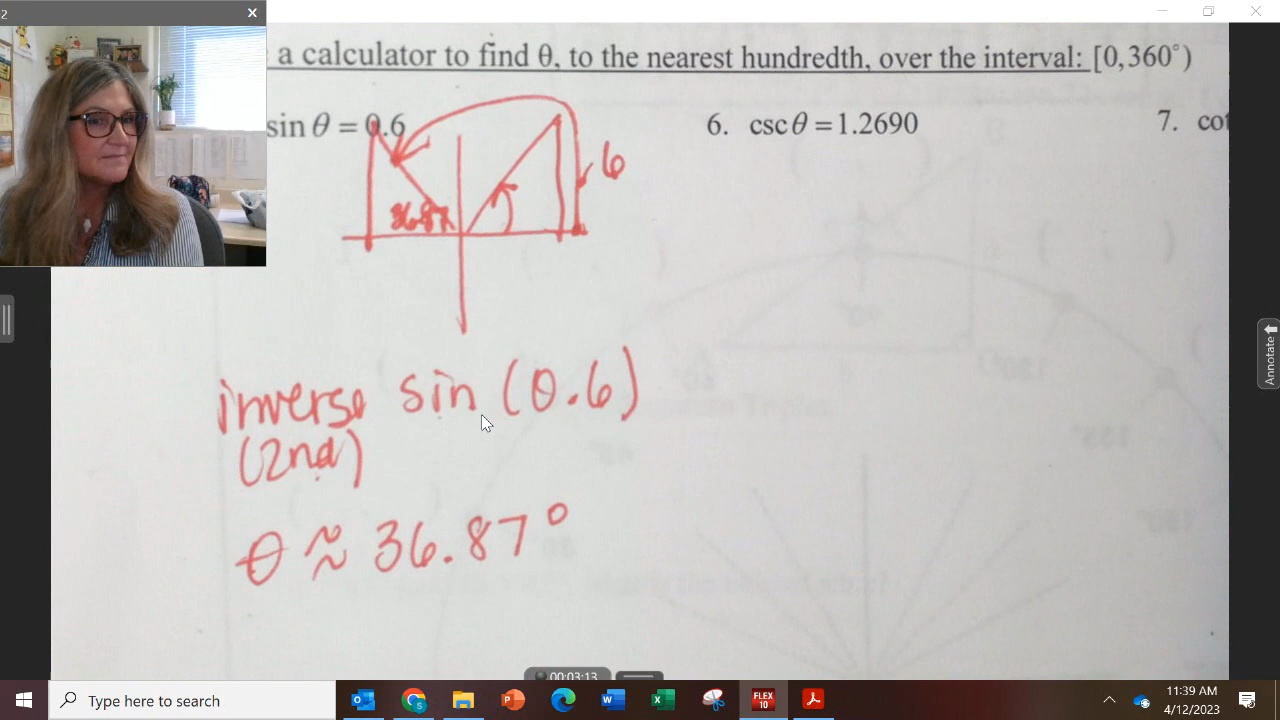 2
a calculator to find θ, to the nearest hundredth, over the interval: [0,360°)
sin θ = 0.6
6. csc θ = 1.2690
7. cot
6
36.87
inverse sin (0.6)
(2nd)
θ ≈ 36.87°
Annotate
00:03:13
Type here to search
FLEX
10
11:39 AM
4/12/2023